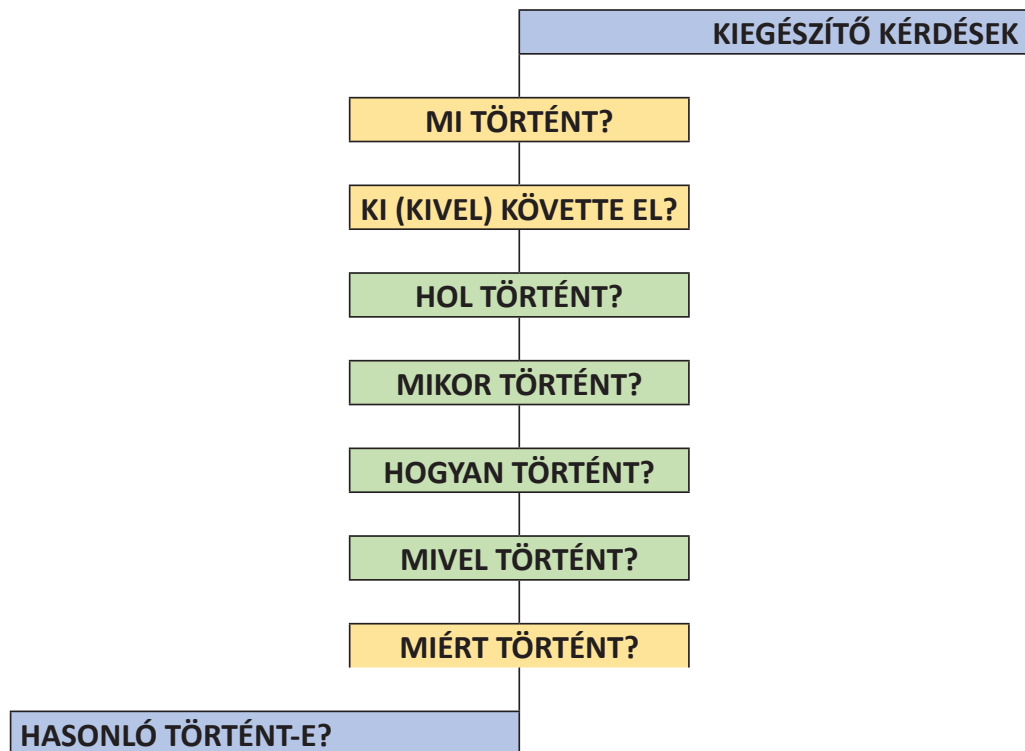 KIEGÉSZÍTŐ KÉRDÉSEK
MI TÖRTÉNT?
KI (KIVEL) KÖVETTE EL?
HOL TÖRTÉNT?
MIKOR TÖRTÉNT?
HOGYAN TÖRTÉNT?
MIVEL TÖRTÉNT?
MIÉRT TÖRTÉNT?
HASONLÓ TÖRTÉNT-E?